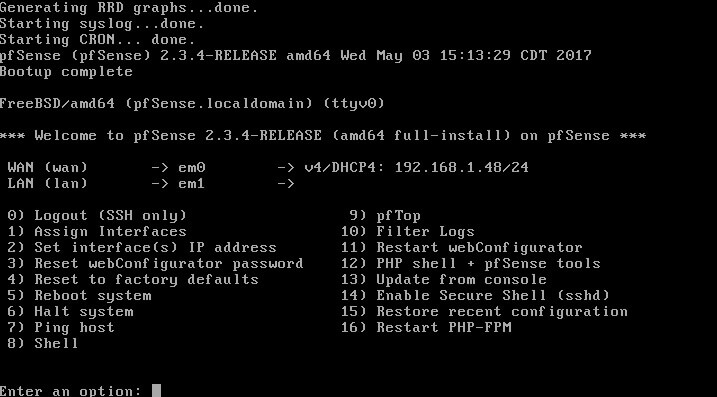 Generating RRD graphs...done.
Starting syslog...done.
Starting CRON... done.
pfSense (pfSense) 2.3.4-RELEASE amd64 Wed May 03 15:13:29 CDT 2017
Bootup complete
FreeBSD/amd64 (pfSense.localdomain) (ttyv0)
*** Welcome to pfSense 2.3.4-RELEASE (amd64 full-install) on pfSense ***
WAN (wan) -> em0 -> v4/DHCP4: 192.168.1.48/24
LAN (lan) -> em1 ->
0) Logout (SSH only) 9) pfTop
1) Assign Interfaces 10) Filter Logs
2) Set interface(s) IP address 11) Restart webConfigurator
3) Reset webConfigurator password 12) PHP shell + pfSense tools
4) Reset to factory defaults 13) Update from console
5) Reboot system 14) Enable Secure Shell (sshd)
6) Halt system 15) Restore recent configuration
7) Ping host 16) Restart PHP-FPM
8) Shell
Enter an option: